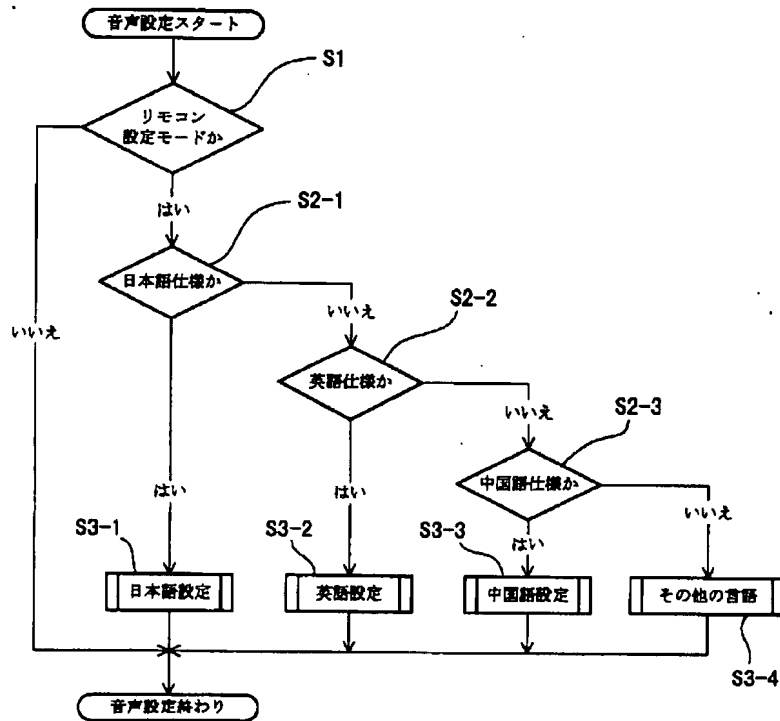 音声設定スタート
S1
リモコン
設定モードか
はい
S2-1
日本語仕様か
いいえ
S2-2
いいえ
英語仕様か
いいえ
S2-3
中国語仕様か
はい
はい
いいえ
はい
S3-1
S3-2
S3-3
日本語設定
英語設定
中国語設定
その他の言語
S3-4
音声設定終わり